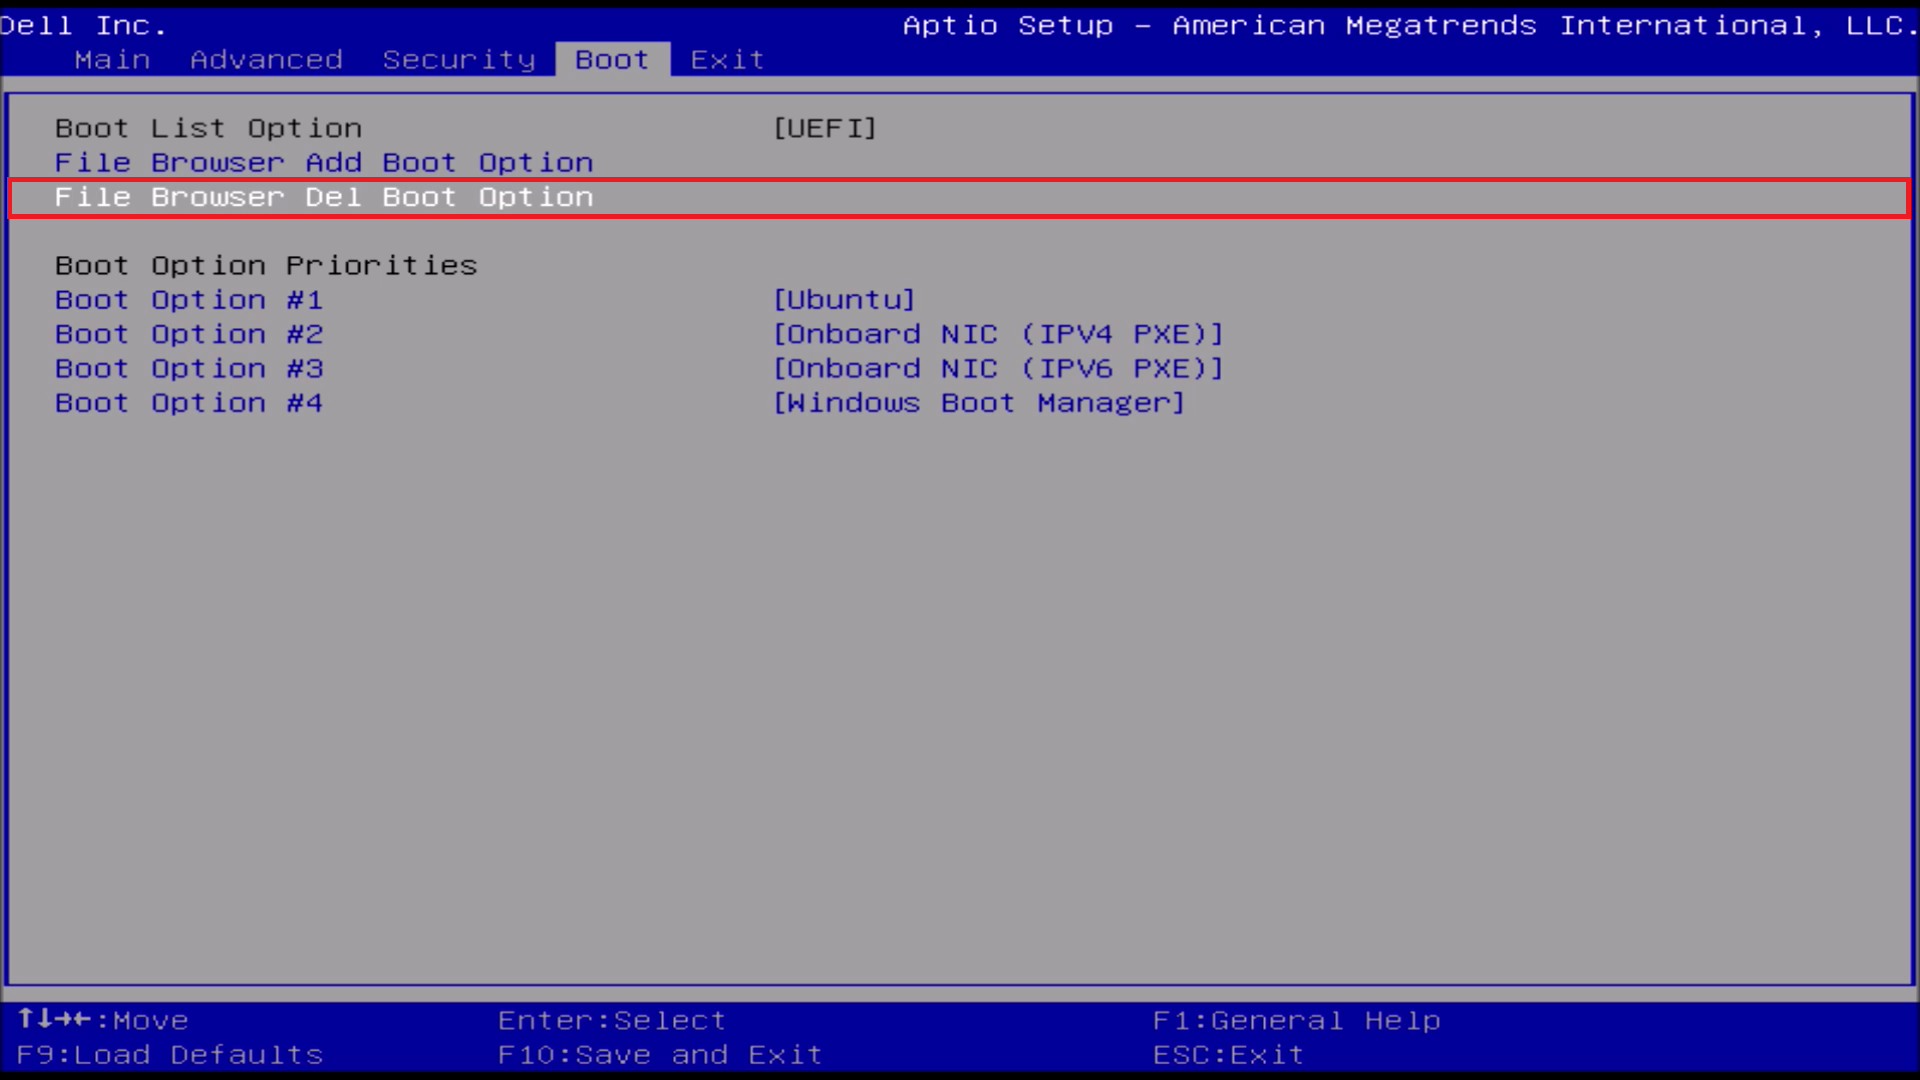 Dell Inc. Aptio Setup - American Megatrends International, LLC.
Main Advanced Security Boot Exit
Boot List Option [UEFI]
File Browser Add Boot Option
File Browser Del Boot Option
Boot Option Priorities
Boot Option #1 [Ubuntu]
Boot Option #2 [Onboard NIC (IPV4 PXE)]
Boot Option #3 [Onboard NIC (IPV6 PXE)]
Boot Option #4 [Windows Boot Manager]
↑↓→←:Move Enter:Select F1:General Help
F9:Load Defaults F10:Save and Exit ESC:Exit